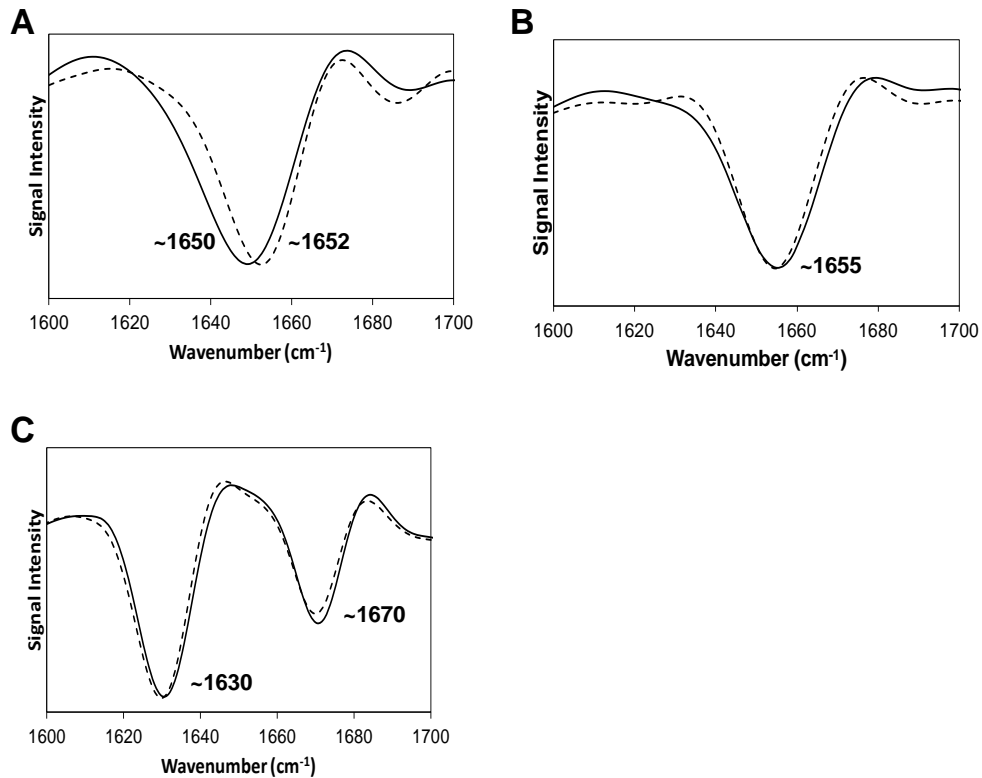 A
Signal Intensity
~1650
~1652
1600 1620 1640 1660 1680 1700
Wavenumber (cm⁻¹)
B
Signal Intensity
~1655
1600 1620 1640 1660 1680 1700
Wavenumber (cm⁻¹)
C
Signal Intensity
~1670
~1630
1600 1620 1640 1660 1680 1700
Wavenumber (cm⁻¹)